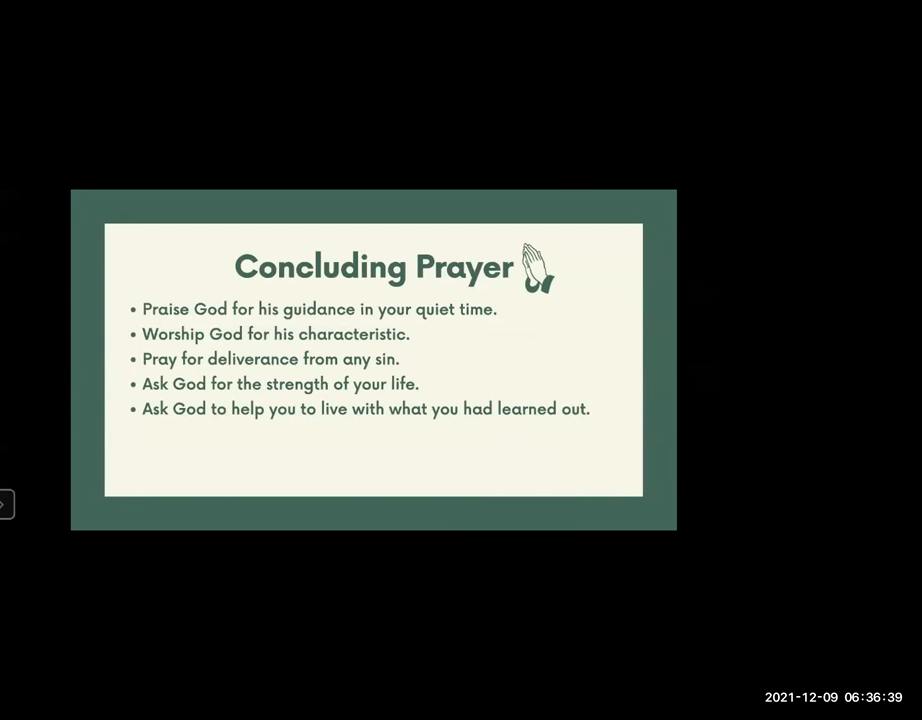 Concluding Prayer
• Praise God for his guidance in your quiet time.
• Worship God for his characteristic.
• Pray for deliverance from any sin.
• Ask God for the strength of your life.
• Ask God to help you to live with what you had learned out.
2021-12-09 06:36:39